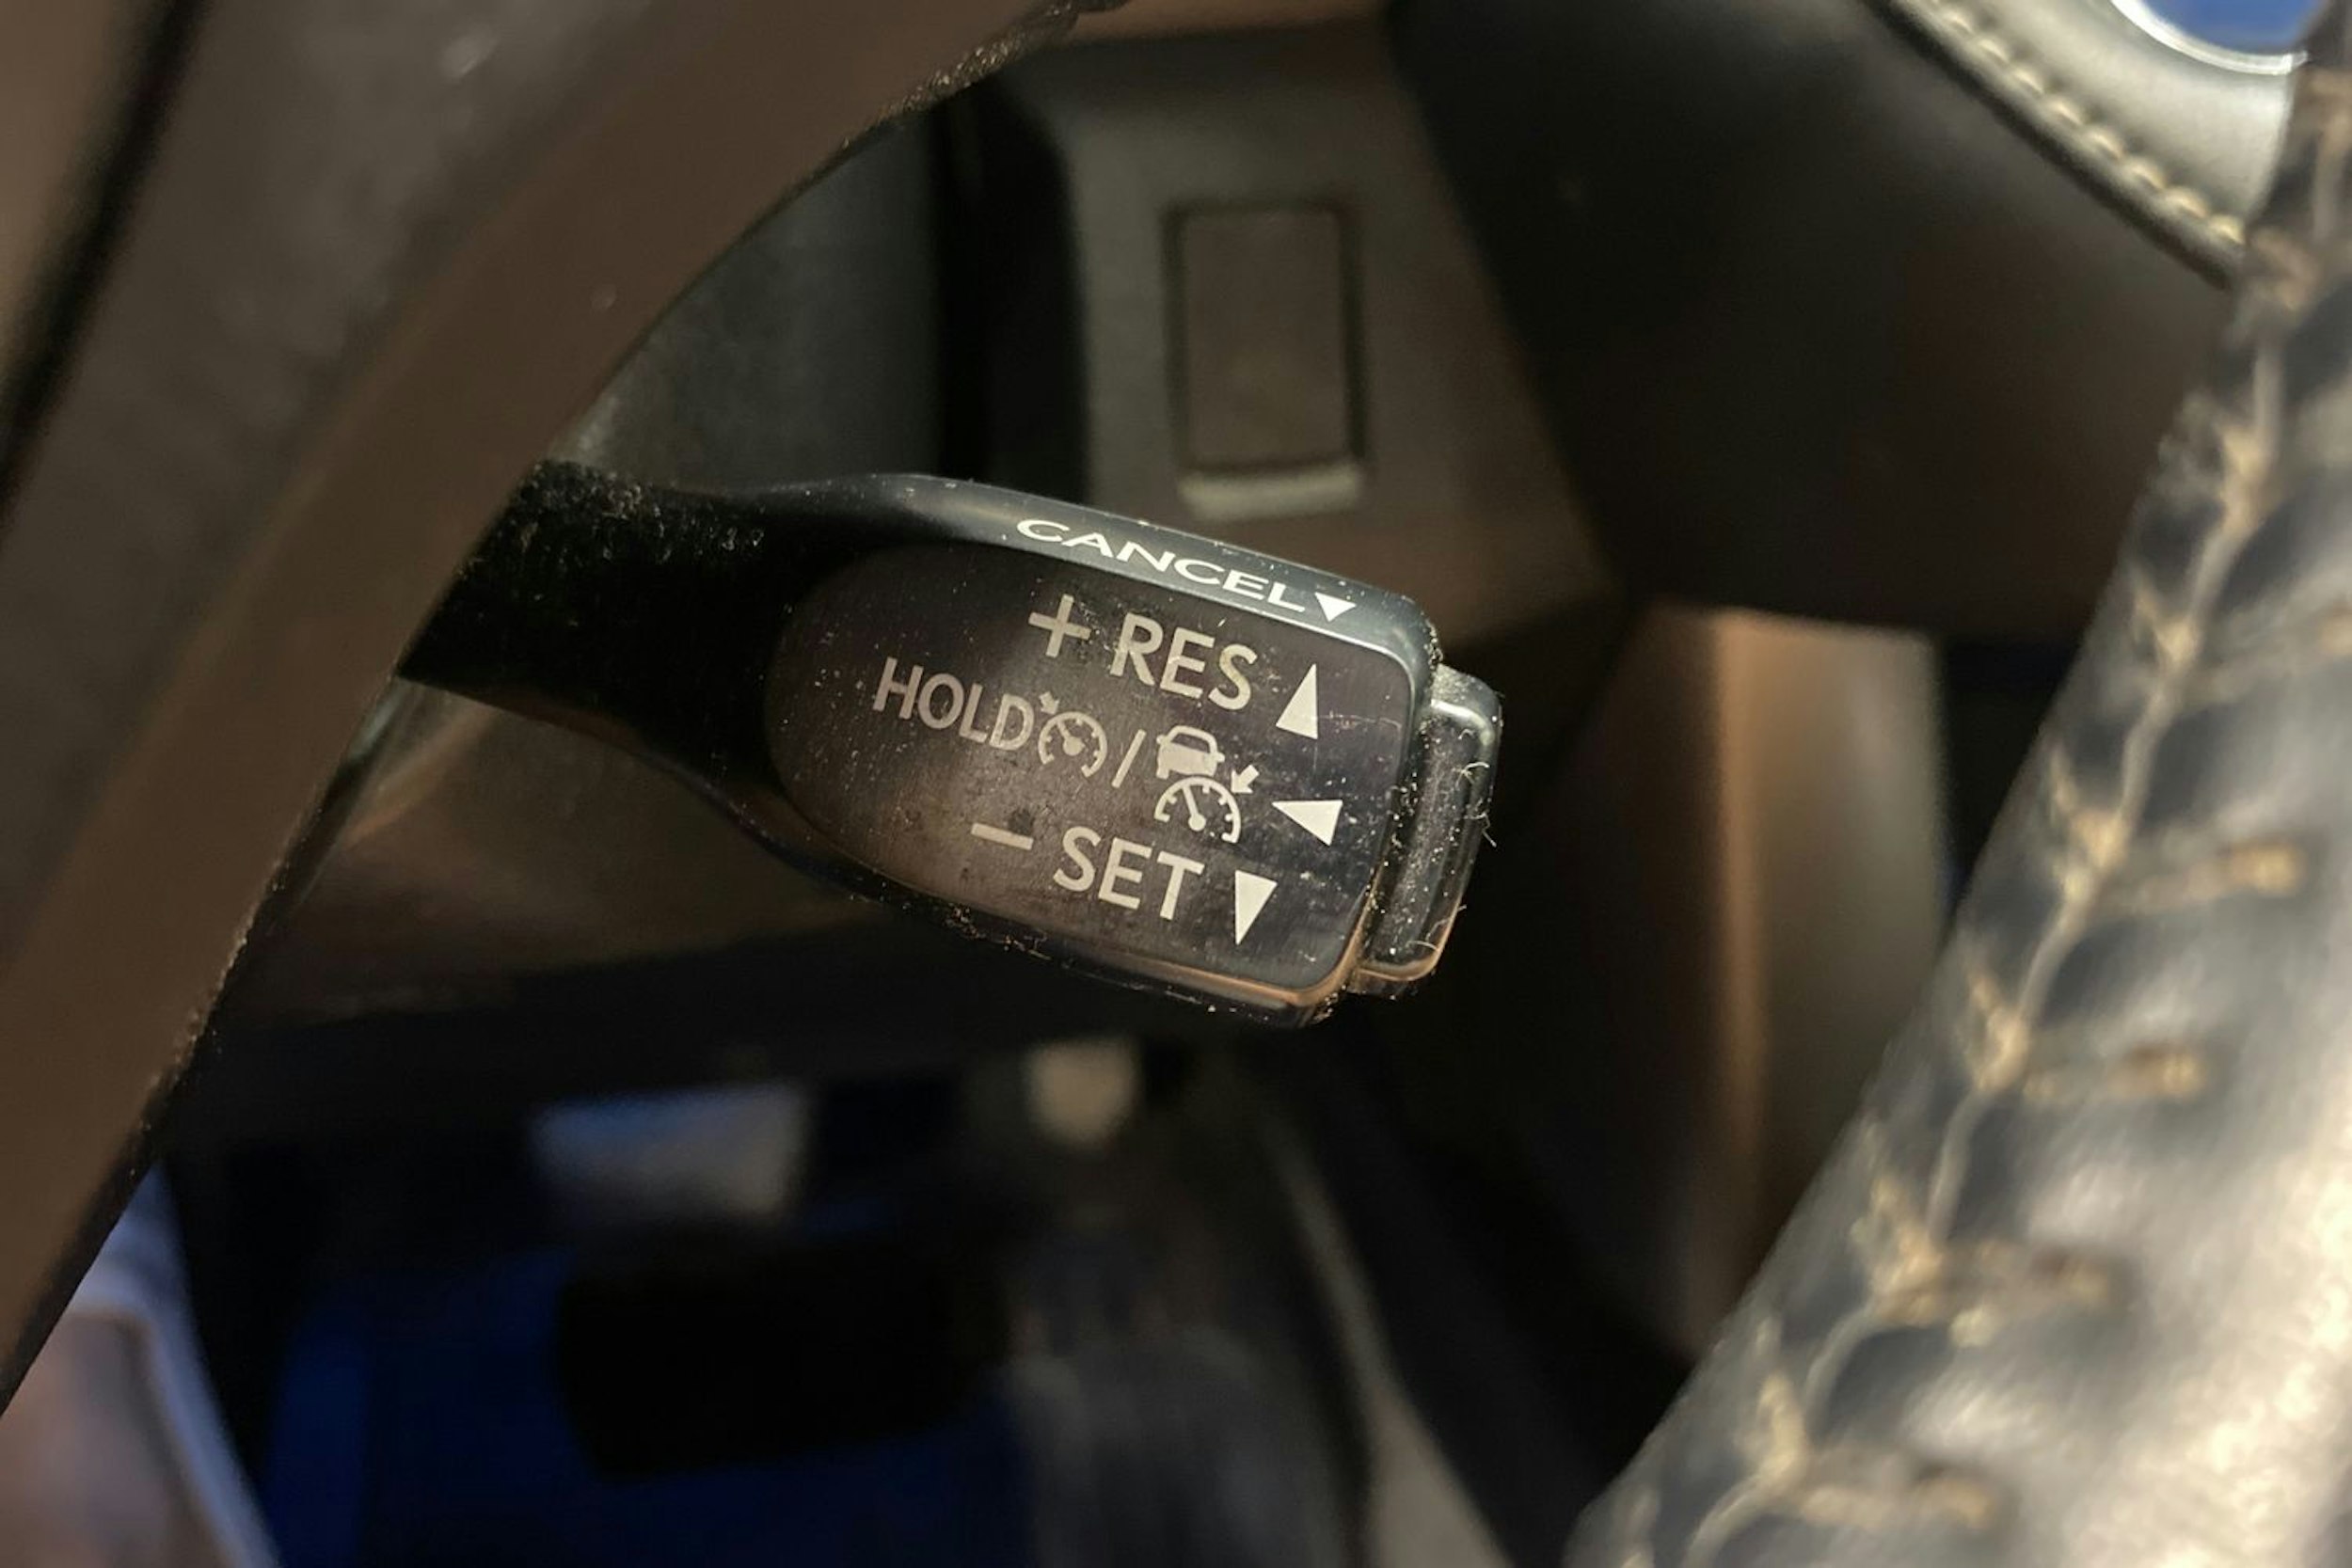 CANCEL▼
+ RES ▲
HOLD / ◀
− SET ▼